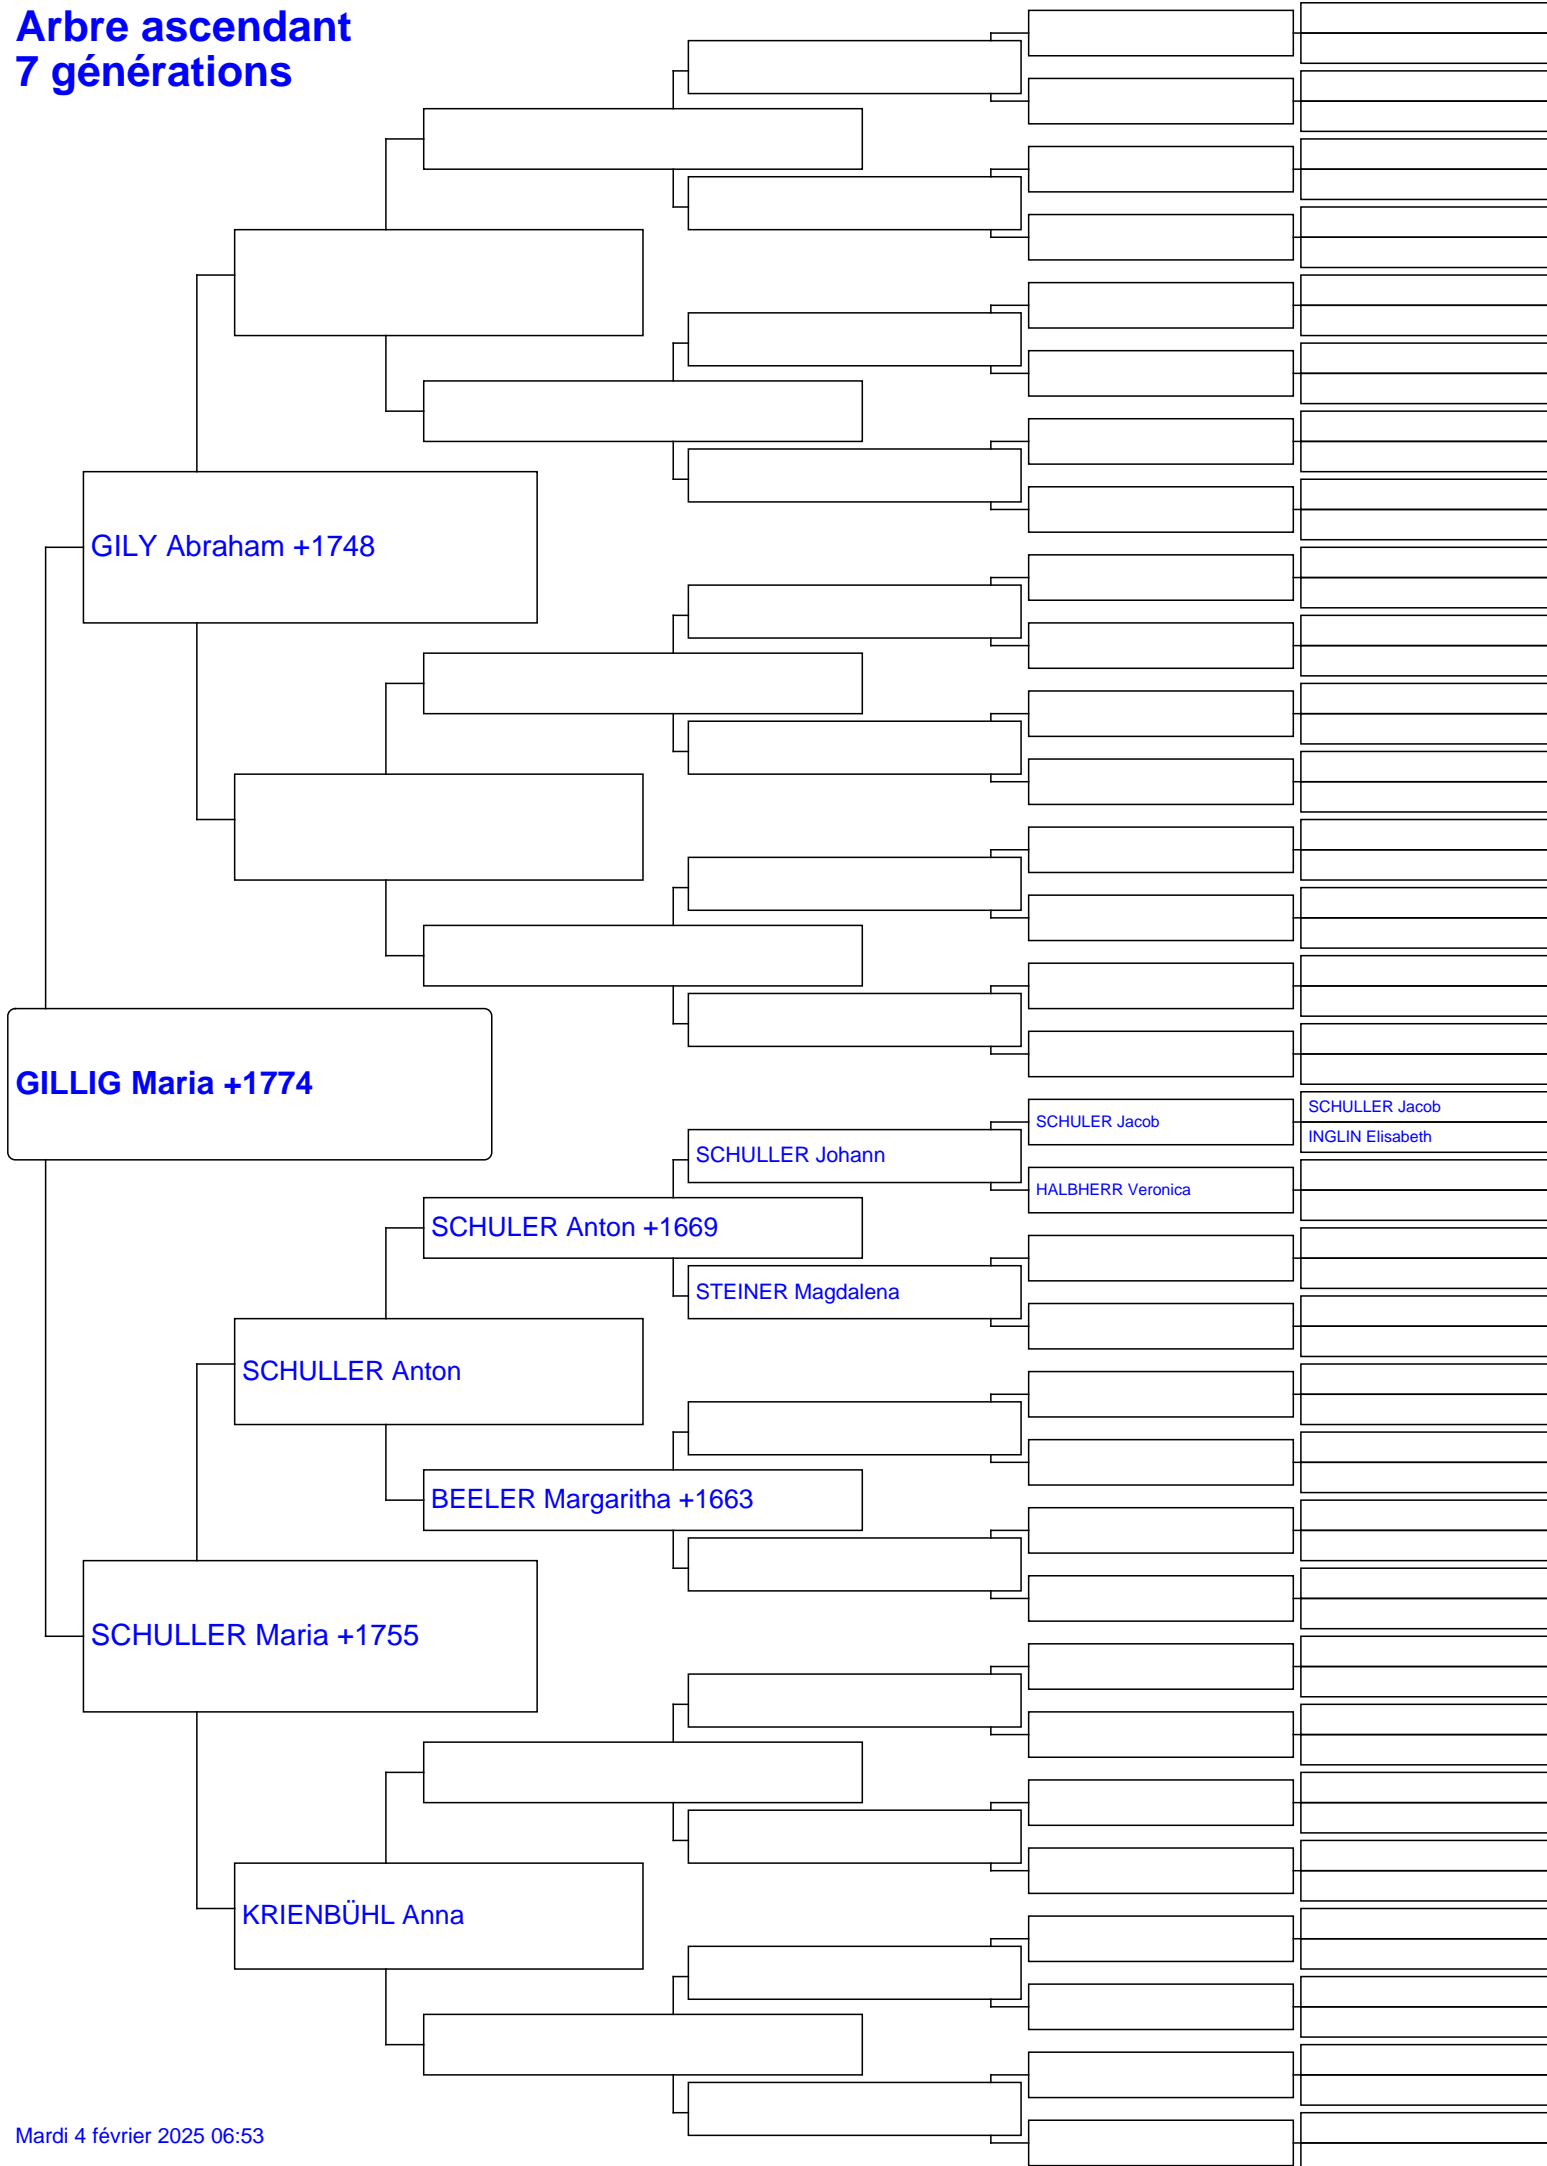 Arbre ascendant
7 générations
GILY Abraham +1748
GILLIG Maria +1774
SCHULLER Jacob
SCHULER Jacob
INGLIN Elisabeth
SCHULLER Johann
HALBHERR Veronica
SCHULER Anton +1669
STEINER Magdalena
SCHULLER Anton
BEELER Margaritha +1663
SCHULLER Maria +1755
KRIENBÜHL Anna
Mardi 4 février 2025 06:53